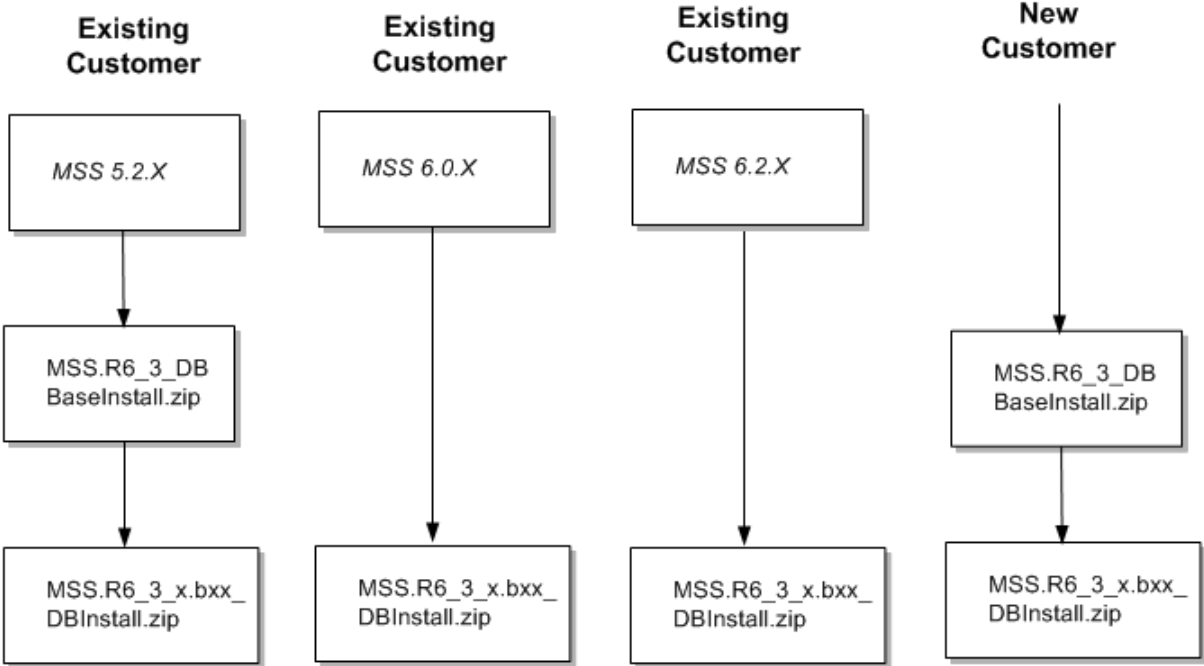 Existing
Customer
Existing
Customer
Existing
Customer
New
Customer
MSS 5.2.X
MSS 6.0.X
MSS 6.2.X
MSS.R6_3_DB
BaseInstall.zip
MSS.R6_3_DB
BaseInstall.zip
MSS.R6_3_x.bxx_
DBInstall.zip
MSS.R6_3_x.bxx_
DBInstall.zip
MSS.R6_3_x.bxx_
DBInstall.zip
MSS.R6_3_x.bxx_
DBInstall.zip